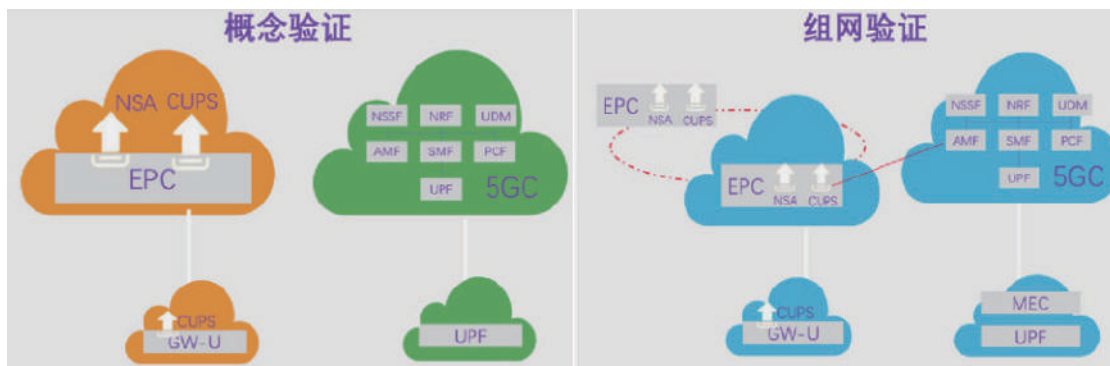 概念验证
NSA CUPS
EPC
CUPS
GW-U
NSSF NRF UDM
AMF SMF PCF
UPF
5GC
UPF
组网验证
EPC
NSA CUPS
EPC
NSA CUPS
CUPS
GW-U
NSSF NRF UDM
AMF SMF PCF
UPF
5GC
MEC
UPF